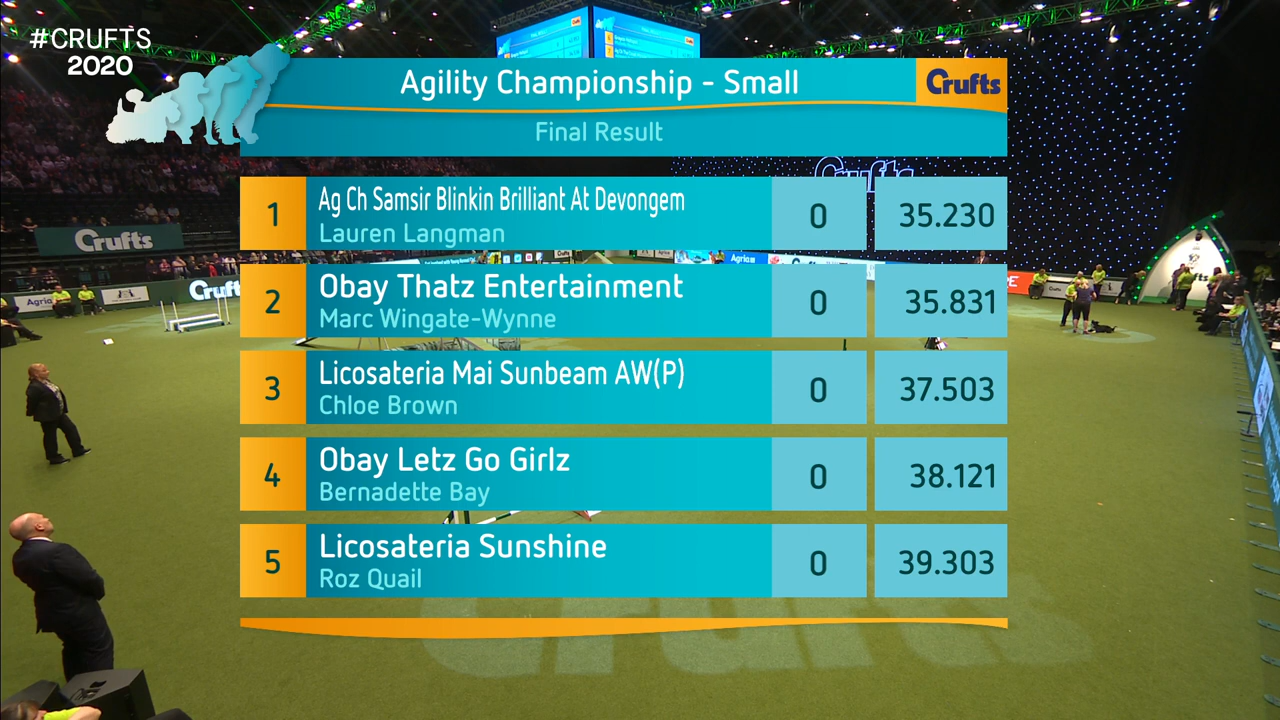 #CRUFTS
2020
Agility Championship - Small
Crufts
Final Result
1
Ag Ch Samsir Blinkin Brilliant At Devongem
Lauren Langman
0
35.230
2
Obay Thatz Entertainment
Marc Wingate-Wynne
0
35.831
3
Licosateria Mai Sunbeam AW(P)
Chloe Brown
0
37.503
4
Obay Letz Go Girlz
Bernadette Bay
0
38.121
5
Licosateria Sunshine
Roz Quail
0
39.303
Crufts
Crufts
Agria
Crufts
Agria
Crufts